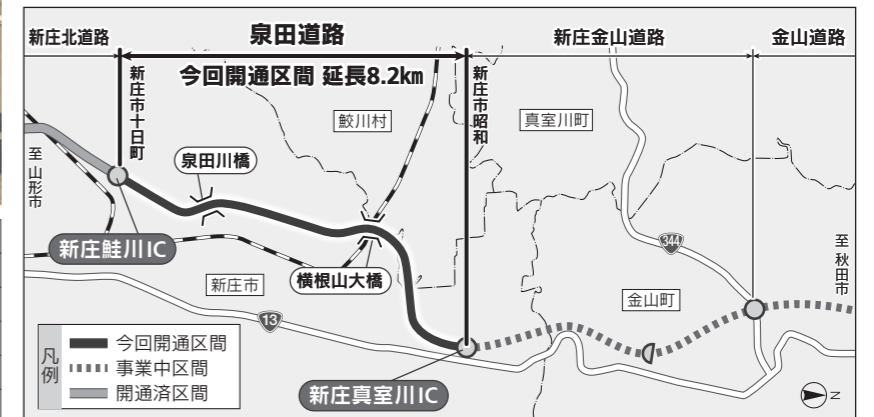 新庄北道路
泉田道路
新庄金山道路
金山道路
今回開通区間 延長8.2km
新庄市十日町
新庄市昭和
鮫川村
真室川町
至 山形市
泉田川橋
344
至 秋田市
新庄鮭川IC
横根山大橋
新庄市
金山町
13
凡例
今回開通区間
事業中区間
開通済区間
新庄真室川IC
N